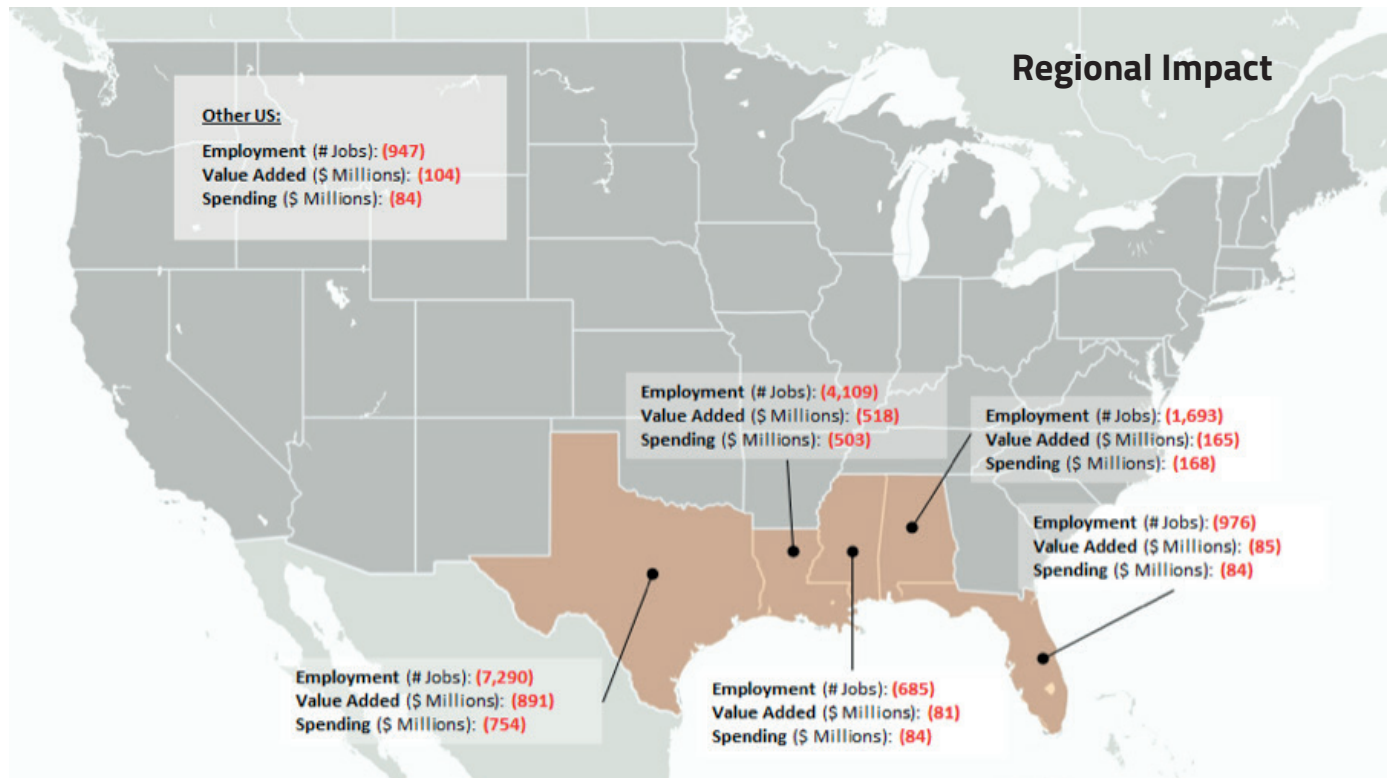 Regional Impact
Other US:
Employment (# Jobs): (947)
Value Added ($ Millions): (104)
Spending ($ Millions): (84)
Employment (# Jobs): (4,109)
Value Added ($ Millions): (518)
Spending ($ Millions): (503)
Employment (# Jobs): (1,693)
Value Added ($ Millions): (165)
Spending ($ Millions): (168)
Employment (# Jobs): (976)
Value Added ($ Millions): (85)
Spending ($ Millions): (84)
Employment (# Jobs): (7,290)
Value Added ($ Millions): (891)
Spending ($ Millions): (754)
Employment (# Jobs): (685)
Value Added ($ Millions): (81)
Spending ($ Millions): (84)